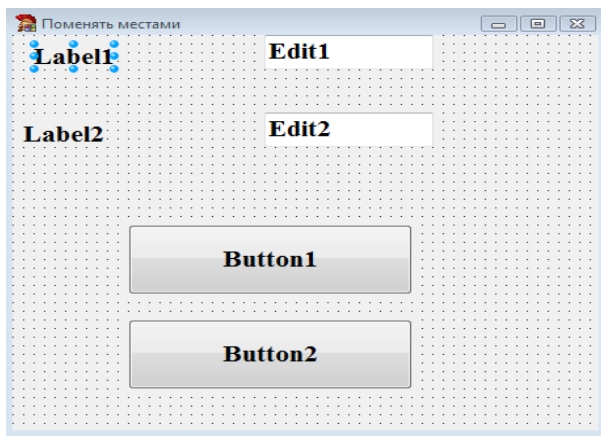 Поменять местами
Label1 Edit1
Label2 Edit2
Button1
Button2